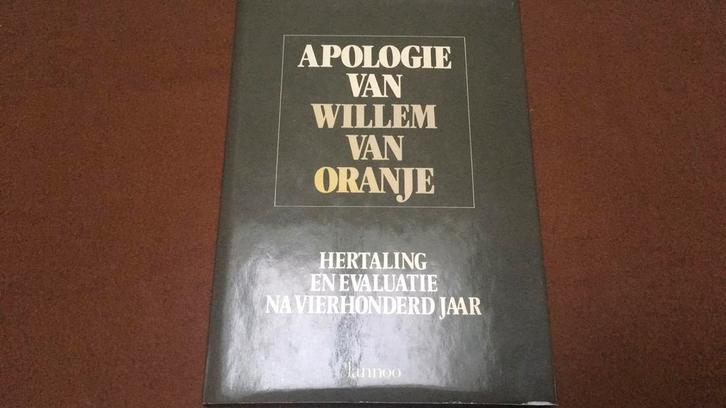 APOLOGIE
VAN
WILLEM
VAN
ORANJE
HERTALING
EN EVALUATIE
NA VIERHONDERD JAAR
lannoo